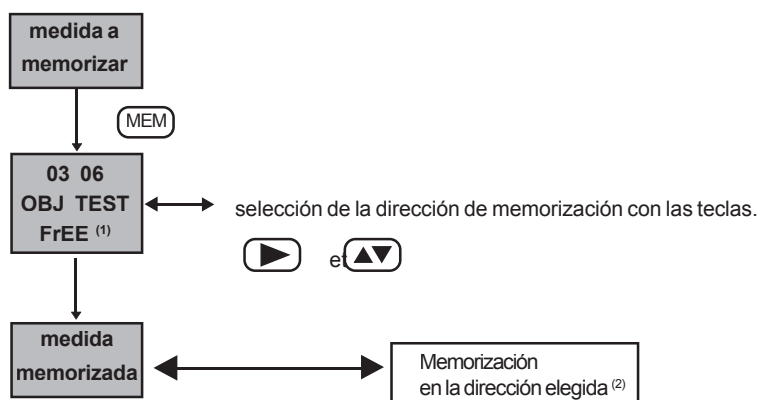 medida a
memorizar
MEM
03 06
OBJ TEST
FrEE (1)
selección de la dirección de memorización con las teclas.
et
medida
memorizada
Memorización
en la dirección elegida (2)